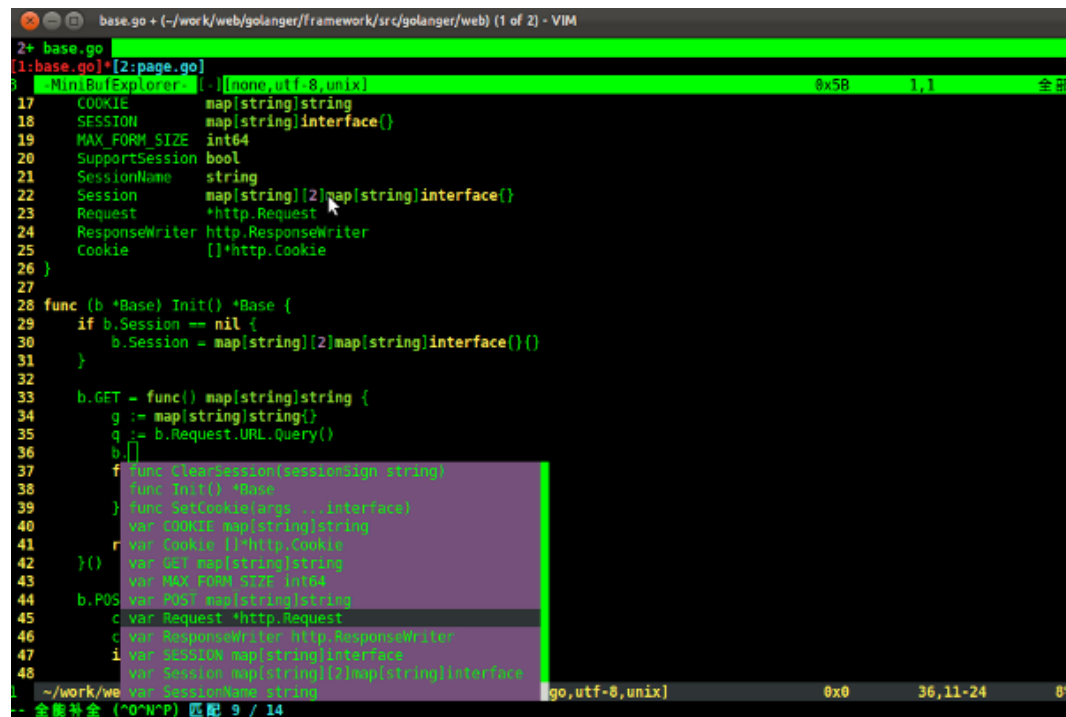 base.go + (~/work/web/golanger/framework/src/golanger/web) (1 of 2) - VIM
2+ base.go
[1:base.go]*[2:page.go]
3 -MiniBufExplorer- [-][none,utf-8,unix] 0x5B 1,1 全部
17 COOKIE map[string]string
18 SESSION map[string]interface{}
19 MAX_FORM_SIZE int64
20 SupportSession bool
21 SessionName string
22 Session map[string][2]map[string]interface{}
23 Request *http.Request
24 ResponseWriter http.ResponseWriter
25 Cookie []*http.Cookie
26 }
27
28 func (b *Base) Init() *Base {
29 if b.Session == nil {
30 b.Session = map[string][2]map[string]interface{}{}
31 }
32
33 b.GET = func() map[string]string {
34 g := map[string]string{}
35 q := b.Request.URL.Query()
36 b.
37 f func ClearSession(sessionSign string)
38 func Init() *Base
39 } func SetCookie(args ...interface)
40 var COOKIE map[string]string
41 r var Cookie []*http.Cookie
42 }() var GET map[string]string
43 var MAX_FORM_SIZE int64
44 b.POS var POST map[string]string
45 c var Request *http.Request
46 c var ResponseWriter http.ResponseWriter
47 i var SESSION map[string]interface
48 var Session map[string][2]map[string]interface
1 ~/work/we var SessionName string go,utf-8,unix] 0x0 36,11-24 8%
-- 全能补全 (^O^N^P) 匹配 9 / 14